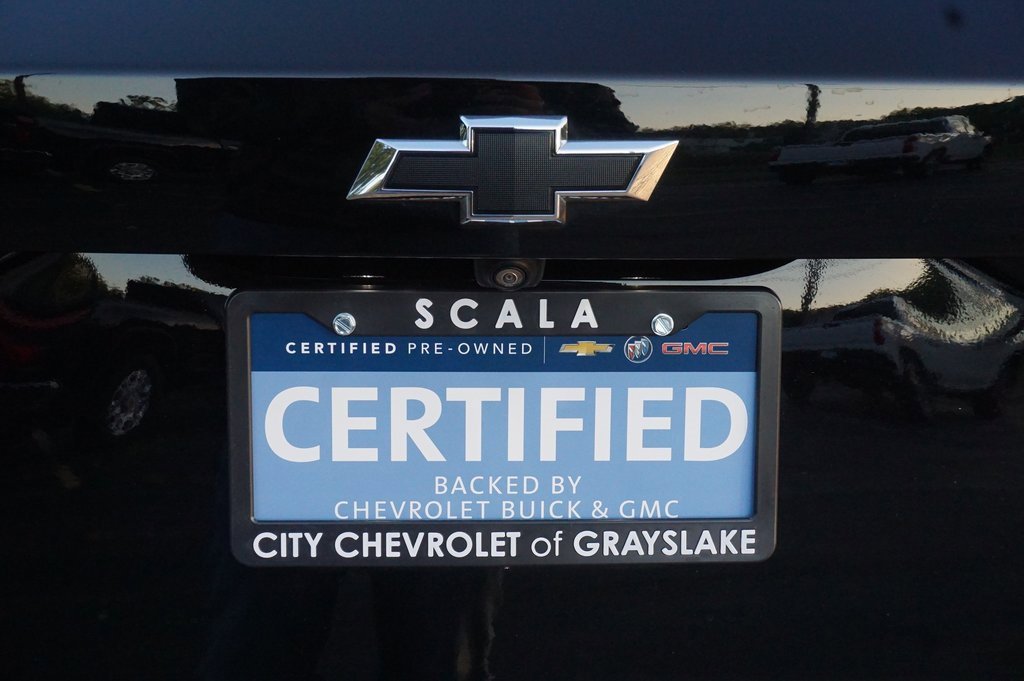 SCALA
CERTIFIED PRE-OWNED GMC
CERTIFIED
BACKED BY
CHEVROLET BUICK & GMC
CITY CHEVROLET of GRAYSLAKE